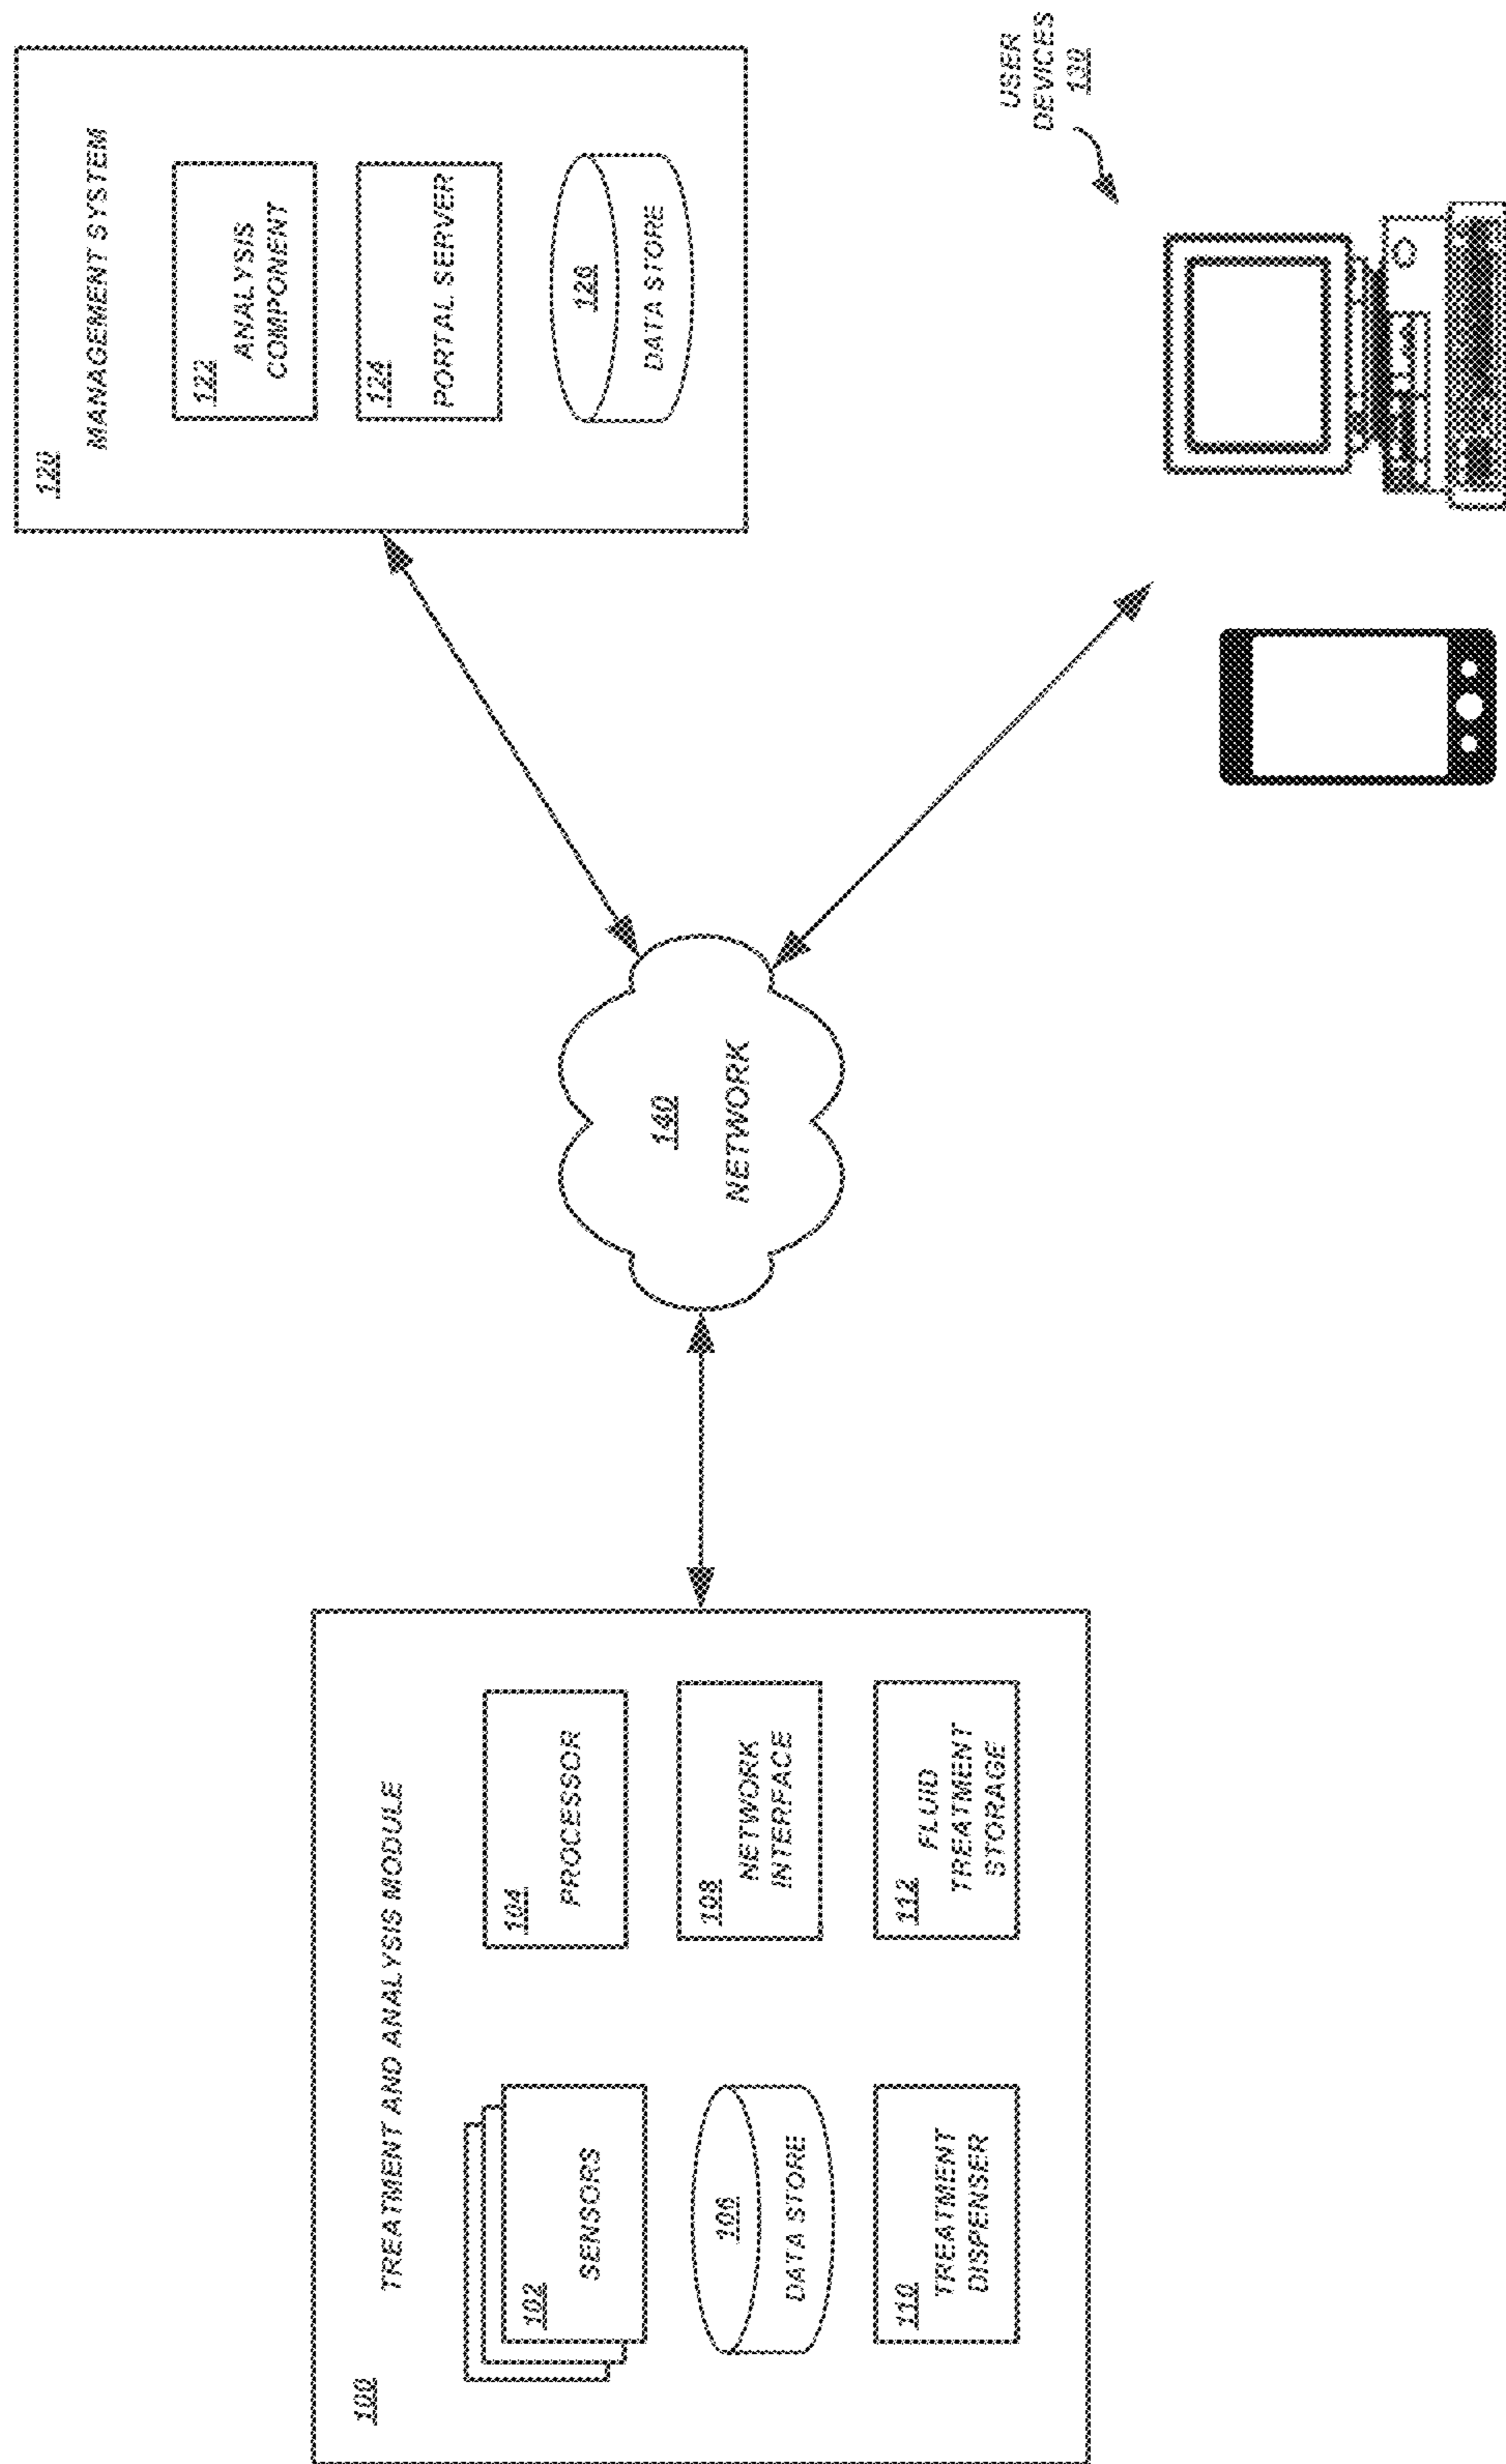 100
TREATMENT AND ANALYSIS MODULE
102
SENSORS
104
PROCESSOR
106
DATA STORE
108
NETWORK
INTERFACE
110
TREATMENT
DISPENSER
112
FLUID
TREATMENT
STORAGE
140
NETWORK
120
MANAGEMENT SYSTEM
122
ANALYSIS
COMPONENT
124
PORTAL SERVER
126
DATA STORE
USER
DEVICES
130